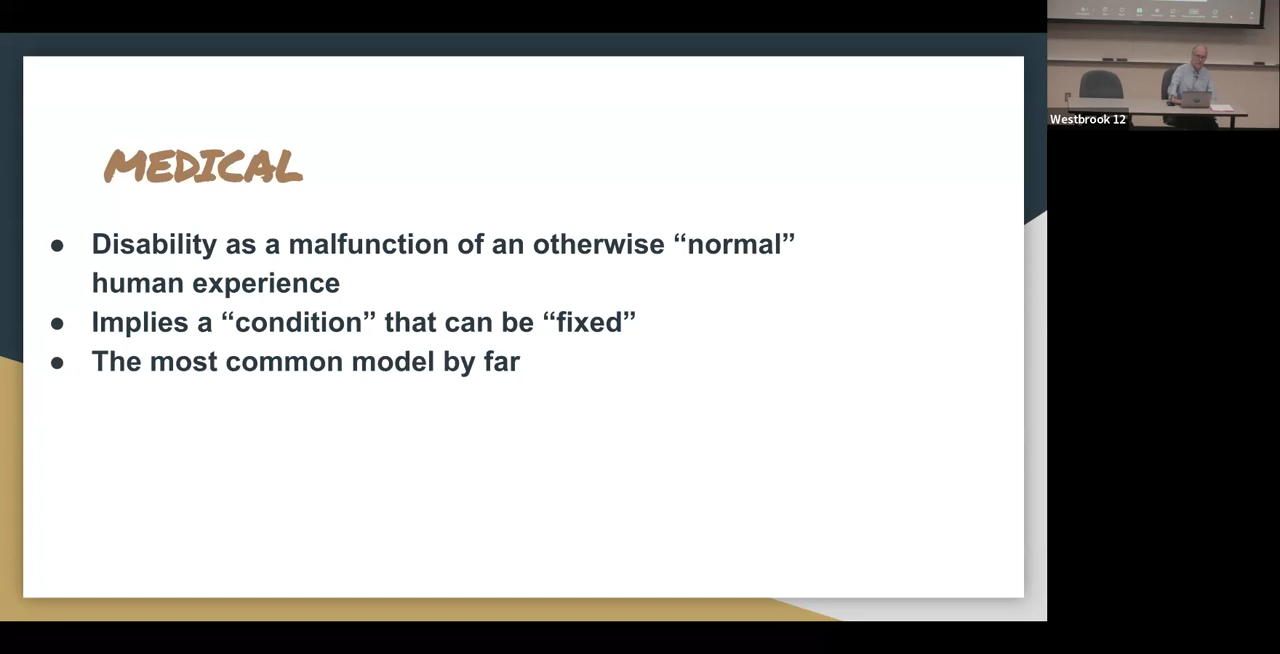 MEDICAL
● Disability as a malfunction of an otherwise “normal”
human experience
● Implies a “condition” that can be “fixed”
● The most common model by far
Westbrook 12